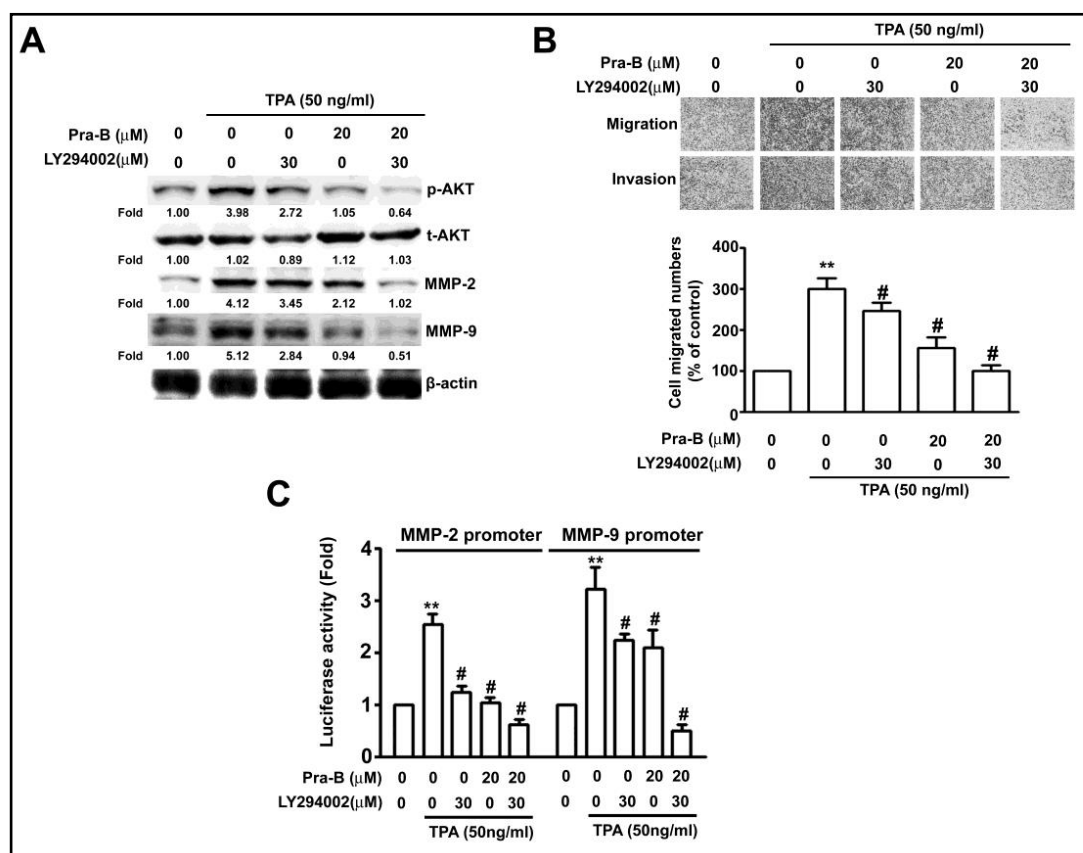 A
TPA (50 ng/ml)
Pra-B (μM) 0 0 0 20 20
LY294002(μM) 0 0 30 0 30
p-AKT
Fold 1.00 3.98 2.72 1.05 0.64
t-AKT
Fold 1.00 1.02 0.89 1.12 1.03
MMP-2
Fold 1.00 4.12 3.45 2.12 1.02
MMP-9
Fold 1.00 5.12 2.84 0.94 0.51
β-actin
B
TPA (50 ng/ml)
Pra-B (μM) 0 0 0 20 20
LY294002(μM) 0 0 30 0 30
Migration
Invasion
Cell migrated numbers
(% of control)
400
300
200
100
0
**
#
#
#
Pra-B (μM) 0 0 0 20 20
LY294002(μM) 0 0 30 0 30
TPA (50 ng/ml)
C
MMP-2 promoter MMP-9 promoter
Luciferase activity (Fold)
4
3
2
1
0
** # # #
** # # #
Pra-B (μM) 0 0 0 20 20 0 0 0 20 20
LY294002(μM) 0 0 30 0 30 0 0 30 0 30
TPA (50ng/ml) TPA (50ng/ml)